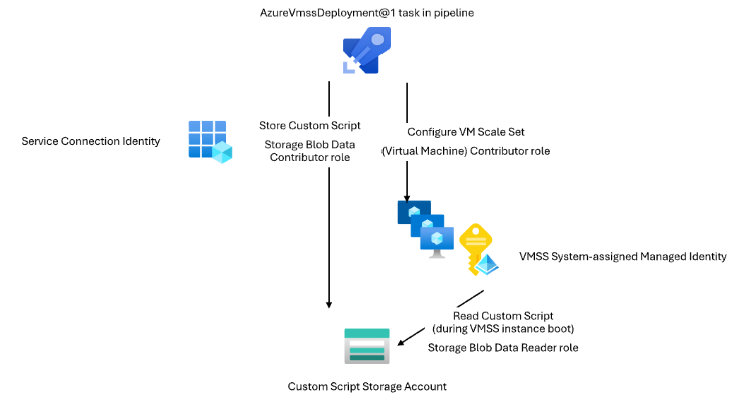 AzureVmssDeployment@1 task in pipeline
Store Custom Script
Storage Blob Data
Contributor role
Configure VM Scale Set
(Virtual Machine) Contributor role
Service Connection Identity
VMSS System-assigned Managed Identity
Read Custom Script
(during VMSS instance boot)
Storage Blob Data Reader role
Custom Script Storage Account